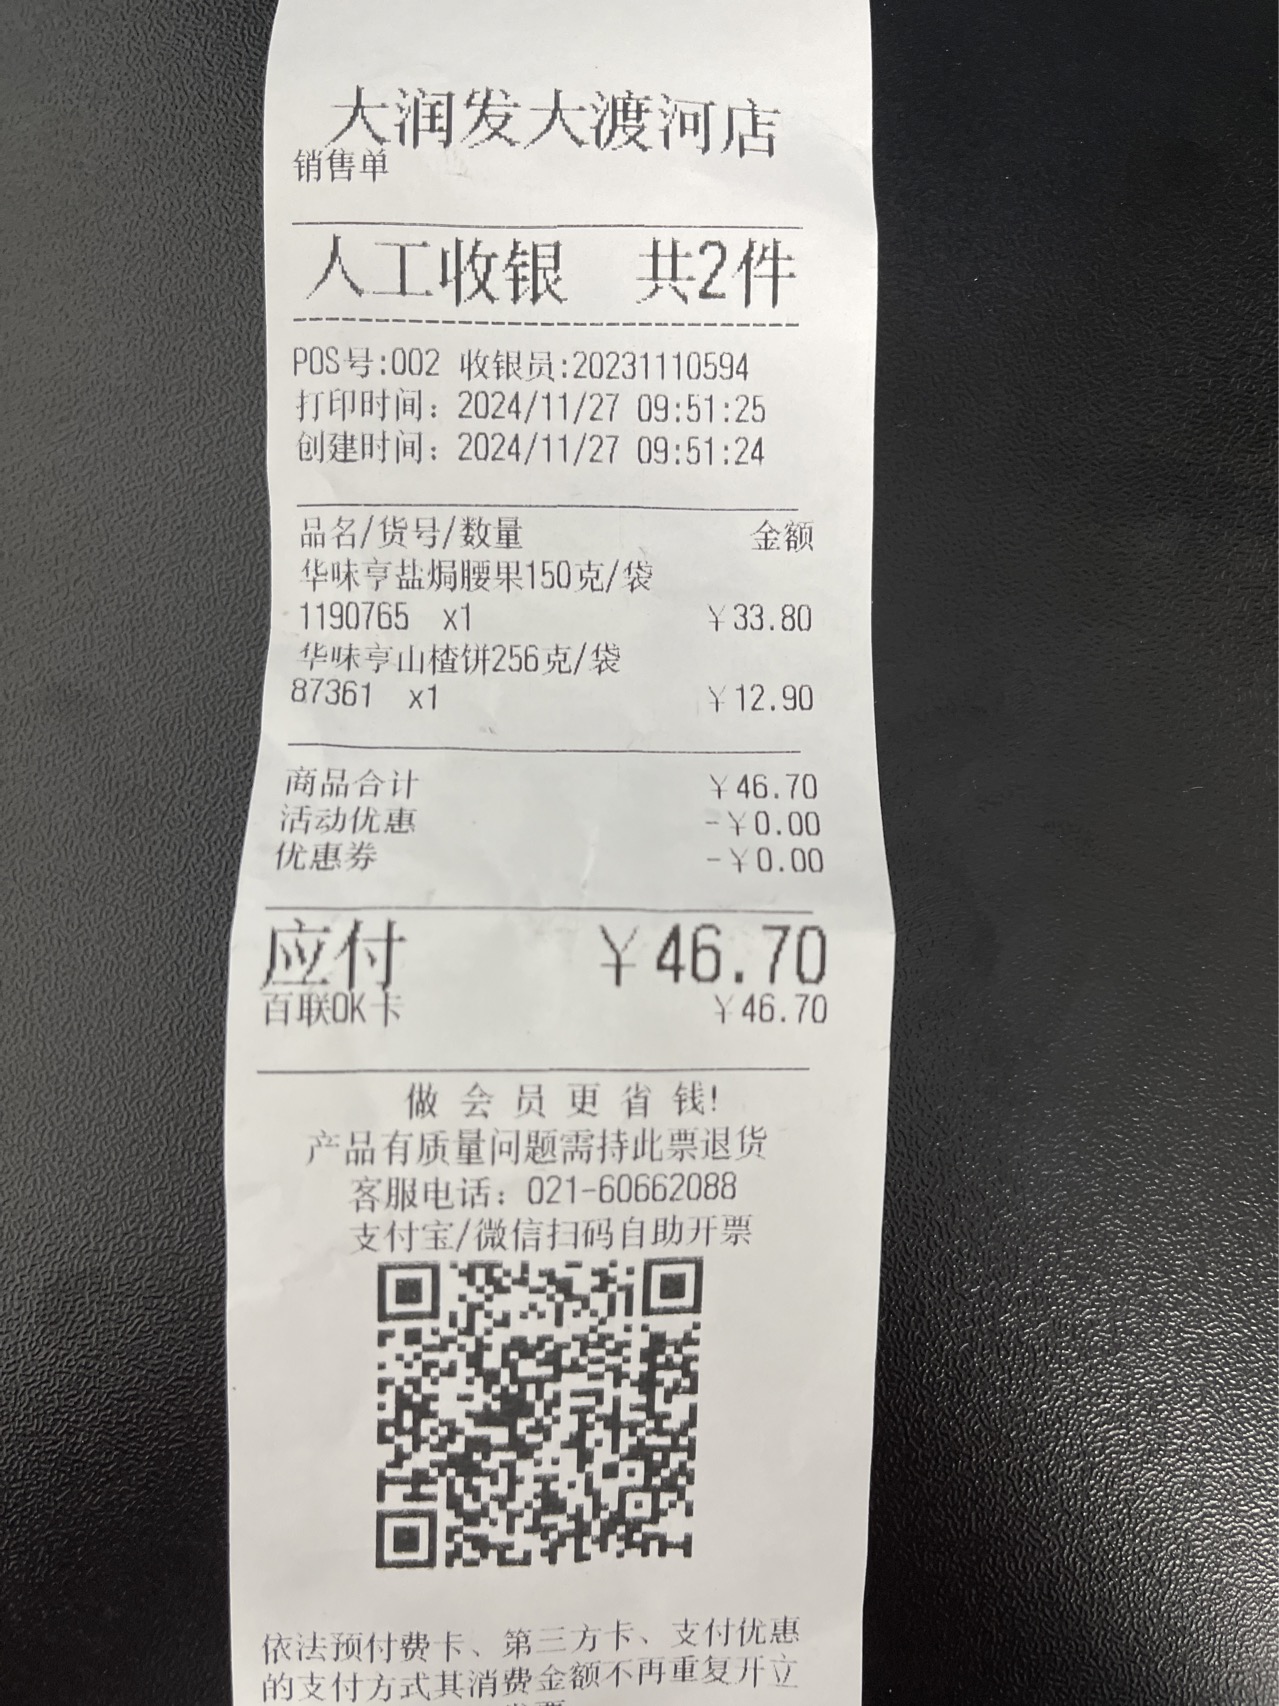 大润发大渡河店
销售单
人工收银 共2件
POS号:002 收银员:20231110594
打印时间: 2024/11/27 09:51:25
创建时间: 2024/11/27 09:51:24
品名/货号/数量 金额
华味亨盐焗腰果150克/袋
1190765 x1 ￥33.80
华味亨山楂饼256克/袋
87361 x1 ￥12.90
商品合计 ￥46.70
活动优惠 -￥0.00
优惠券 -￥0.00
应付 ￥46.70
百联OK卡 ￥46.70
做会员更省钱!
产品有质量问题需持此票退货
客服电话: 021-60662088
支付宝/微信扫码自助开票
依法预付费卡、第三方卡、支付优惠
的支付方式其消费金额不再重复开立